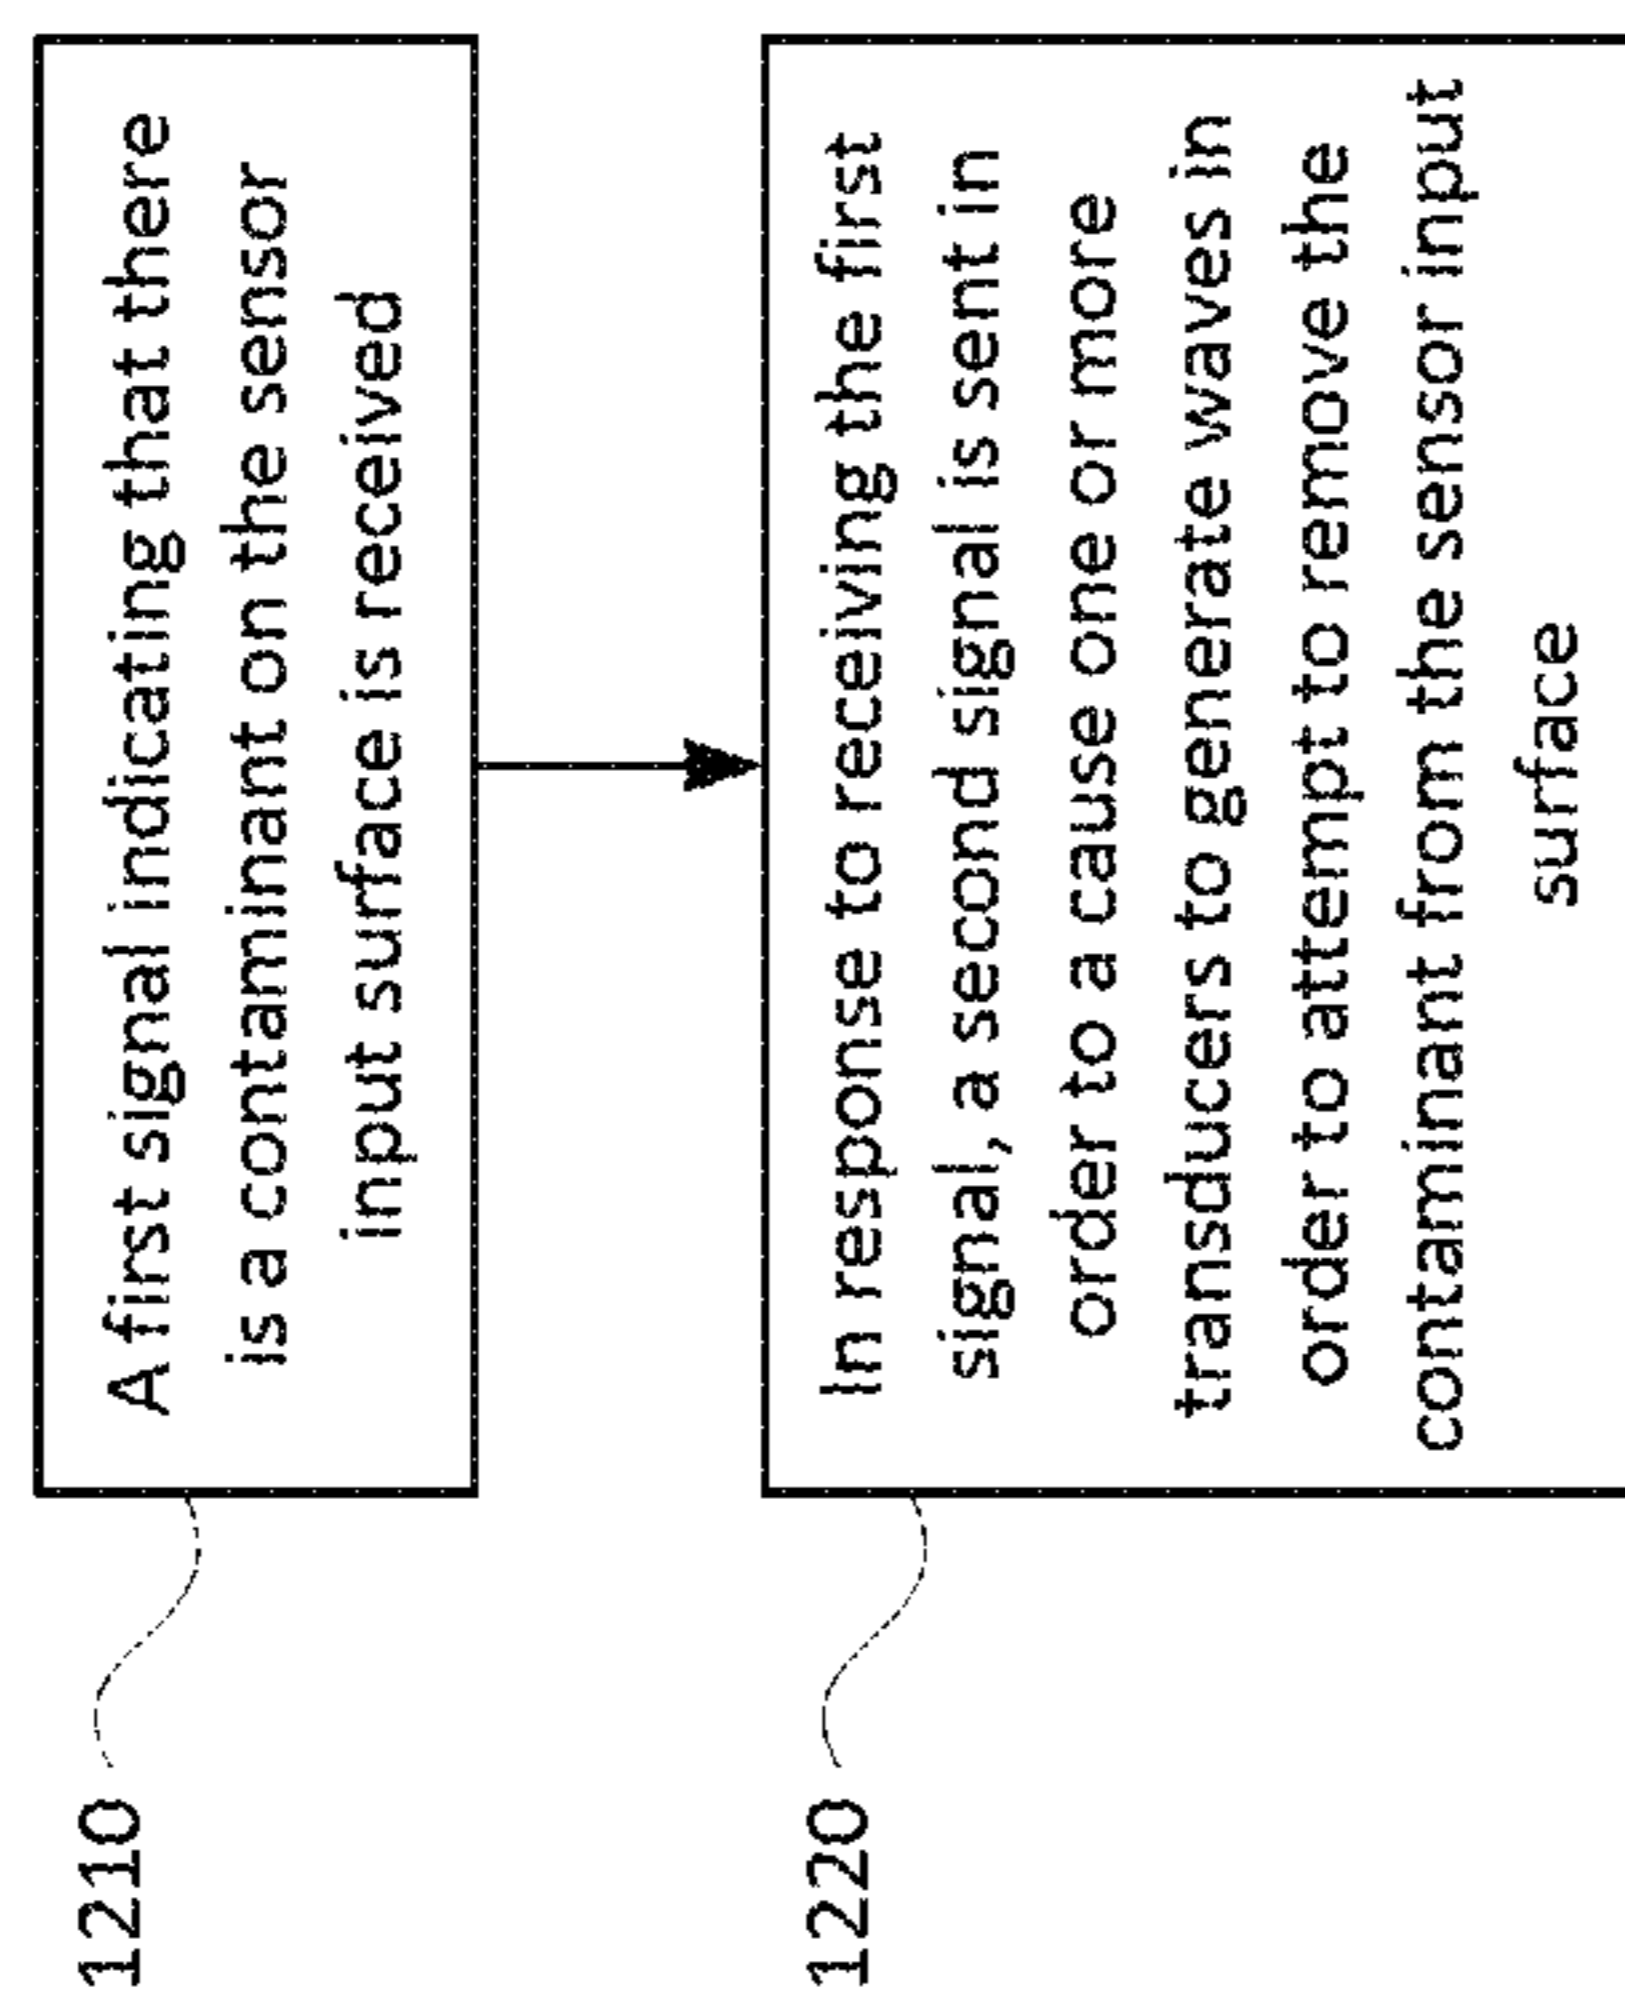 1210
A first signal indicating that there
is a contaminant on the sensor
input surface is received
1220
In response to receiving the first
signal, a second signal is sent in
order to a cause one or more
transducers to generate waves in
order to attempt to remove the
contaminant from the sensor input
surface